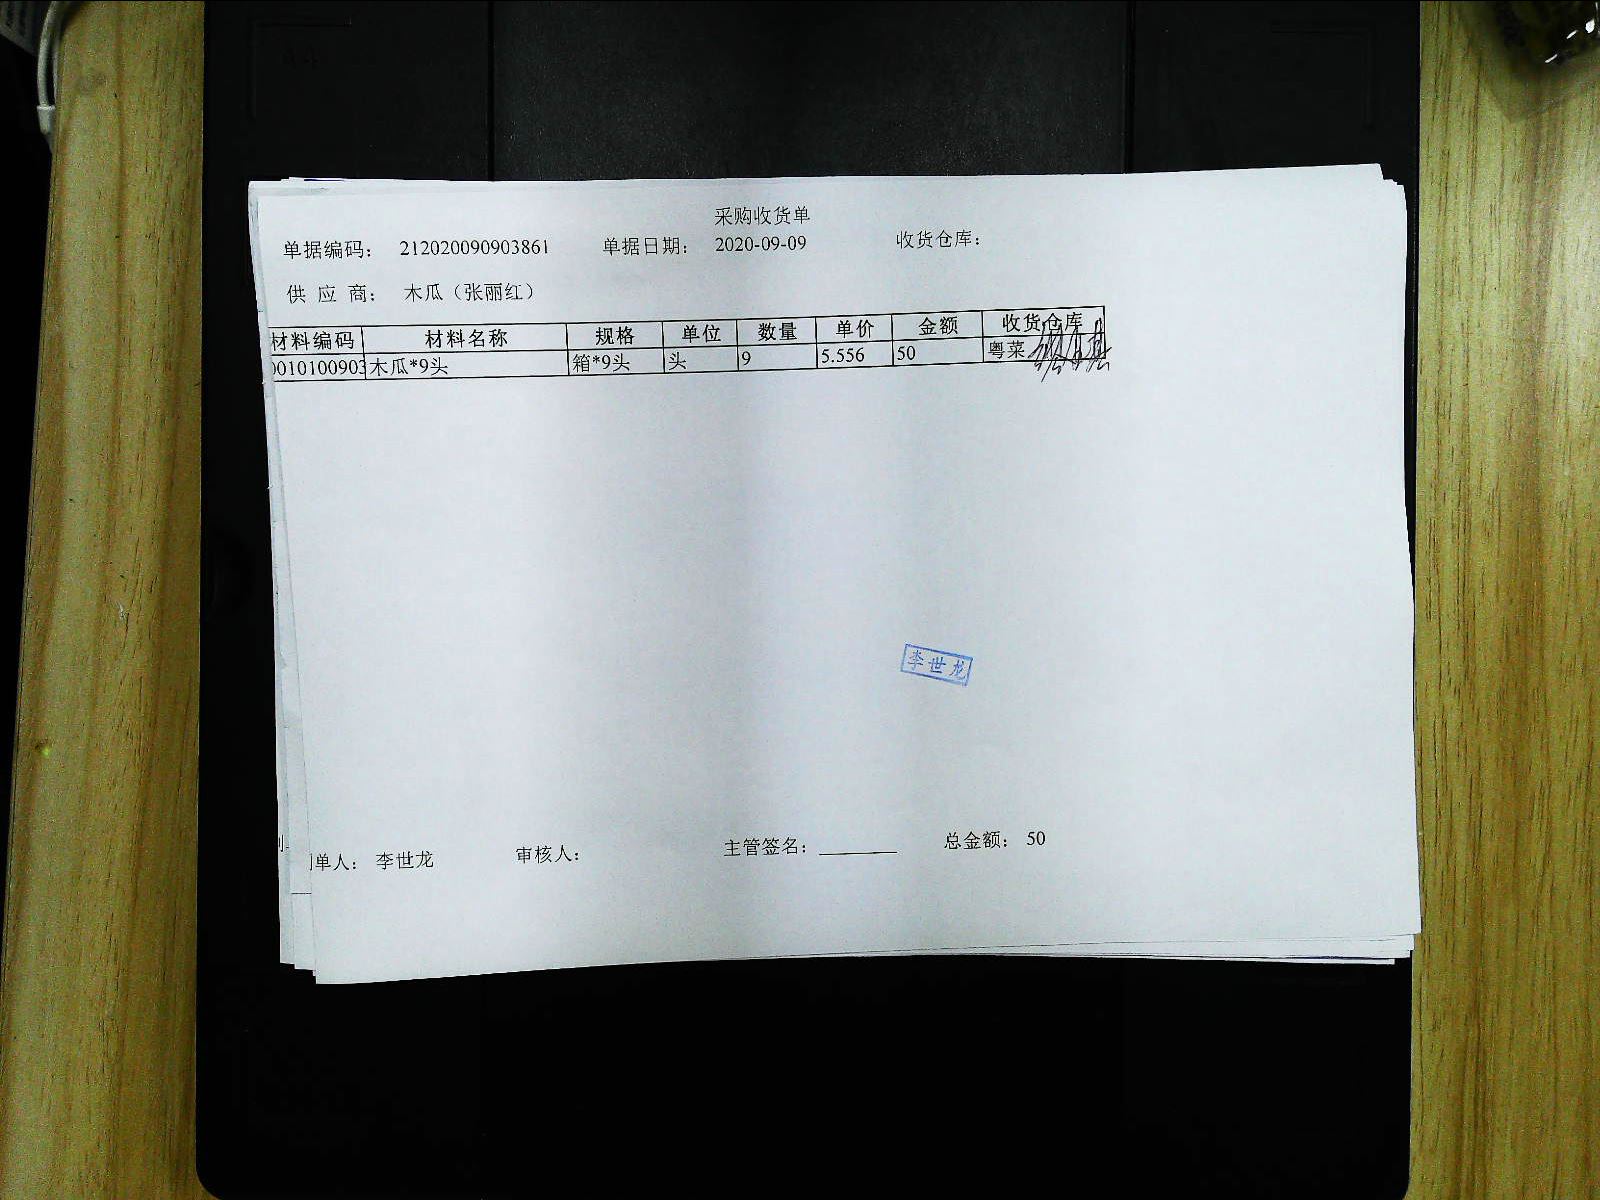 采购收货单
单据编码： 212020090903861 单据日期： 2020-09-09 收货仓库：
供 应 商： 木瓜（张丽红）
材料编码 材料名称 规格 单位 数量 单价 金额 收货仓库
0010100903 木瓜*9头 箱*9头 头 9 5.556 50 粤菜
李世龙
单人： 李世龙 审核人： 主管签名： 总金额： 50